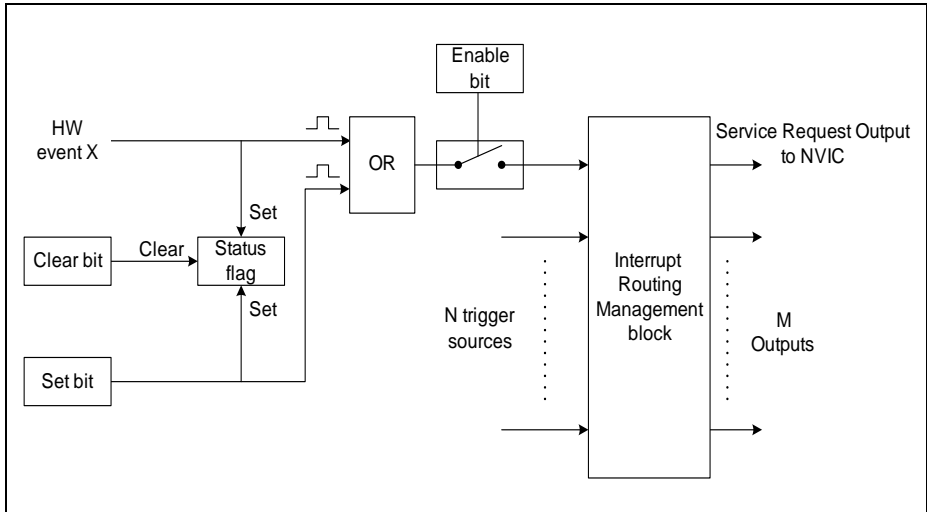 Enable
bit
HW
event X
OR
Service Request Output
to NVIC
Set
Clear bit
Clear
Status
flag
Set
Set bit
N trigger
sources
Interrupt
Routing
Management
block
M
Outputs